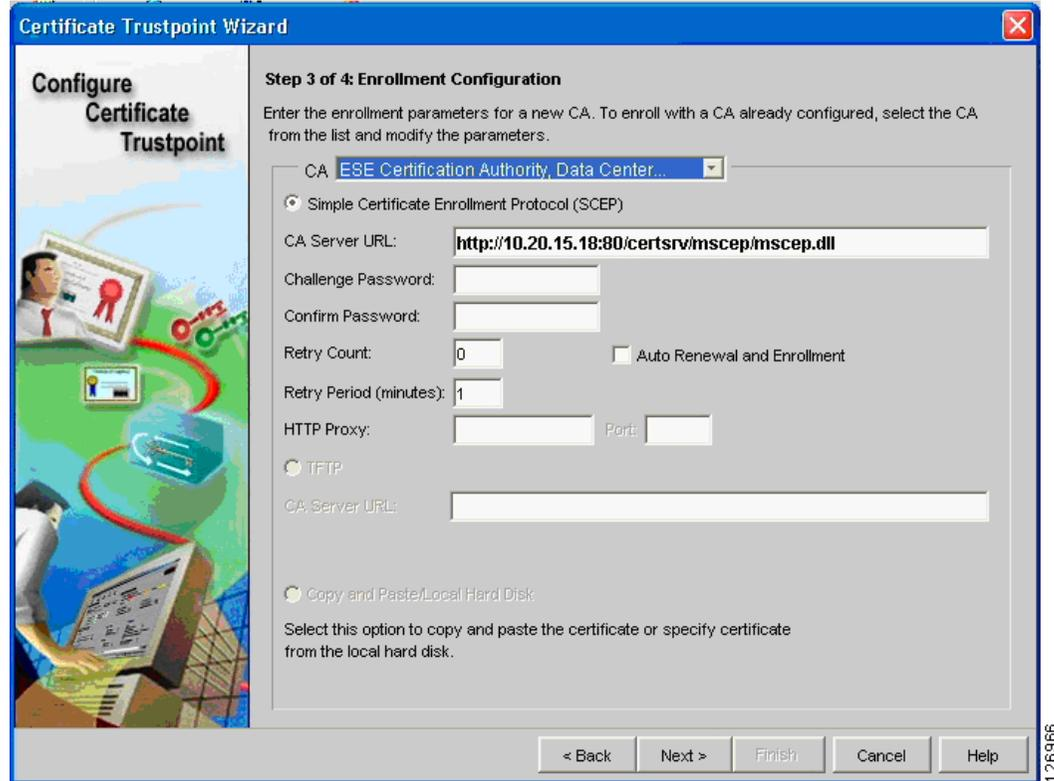 Certificate Trustpoint Wizard
Configure
Certificate
Trustpoint
Step 3 of 4: Enrollment Configuration
Enter the enrollment parameters for a new CA. To enroll with a CA already configured, select the CA
from the list and modify the parameters.
CA ESE Certification Authority, Data Center...
Simple Certificate Enrollment Protocol (SCEP)
CA Server URL: http://10.20.15.18:80/certsrv/mscep/mscep.dll
Challenge Password:
Confirm Password:
Retry Count: 0 Auto Renewal and Enrollment
Retry Period (minutes): 1
HTTP Proxy: Port:
TFTP
CA Server URL:
Copy and Paste/Local Hard Disk
Select this option to copy and paste the certificate or specify certificate
from the local hard disk.
< Back Next > Finish Cancel Help